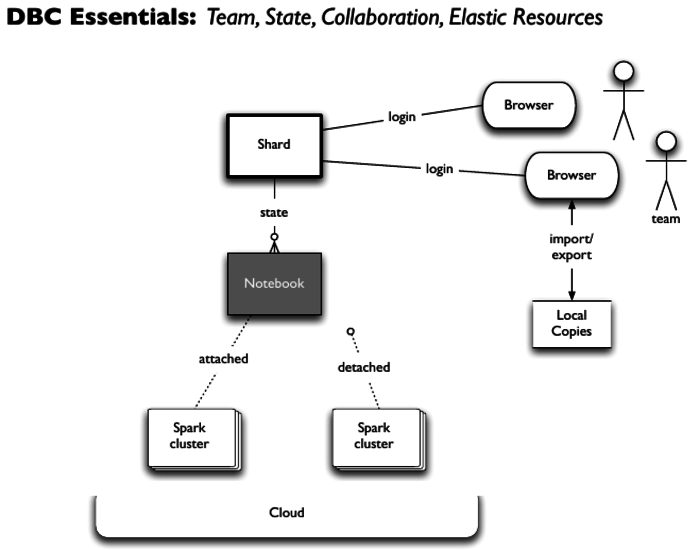 DBC Essentials: Team, State, Collaboration, Elastic Resources
Browser
login
Shard
login
Browser
state
team
import/
export
Notebook
Local
Copies
attached
detached
Spark
cluster
Spark
cluster
Cloud